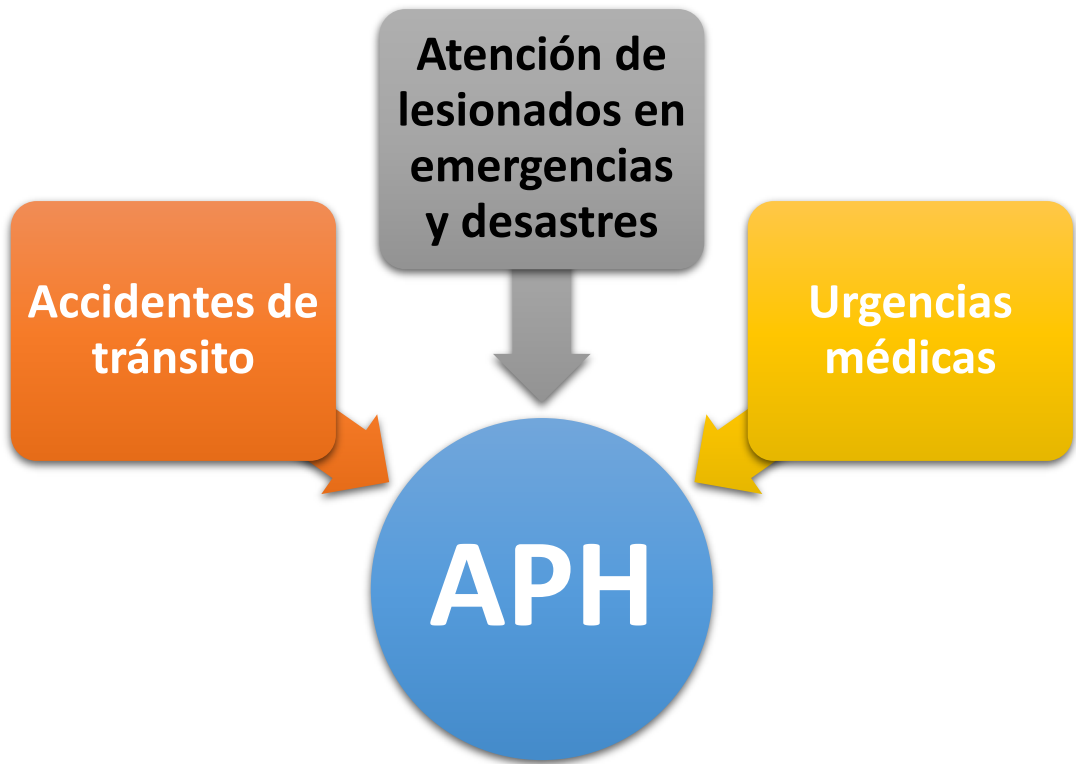 Atención de
lesionados en
emergencias
y desastres
Accidentes de
tránsito
Urgencias
médicas
APH